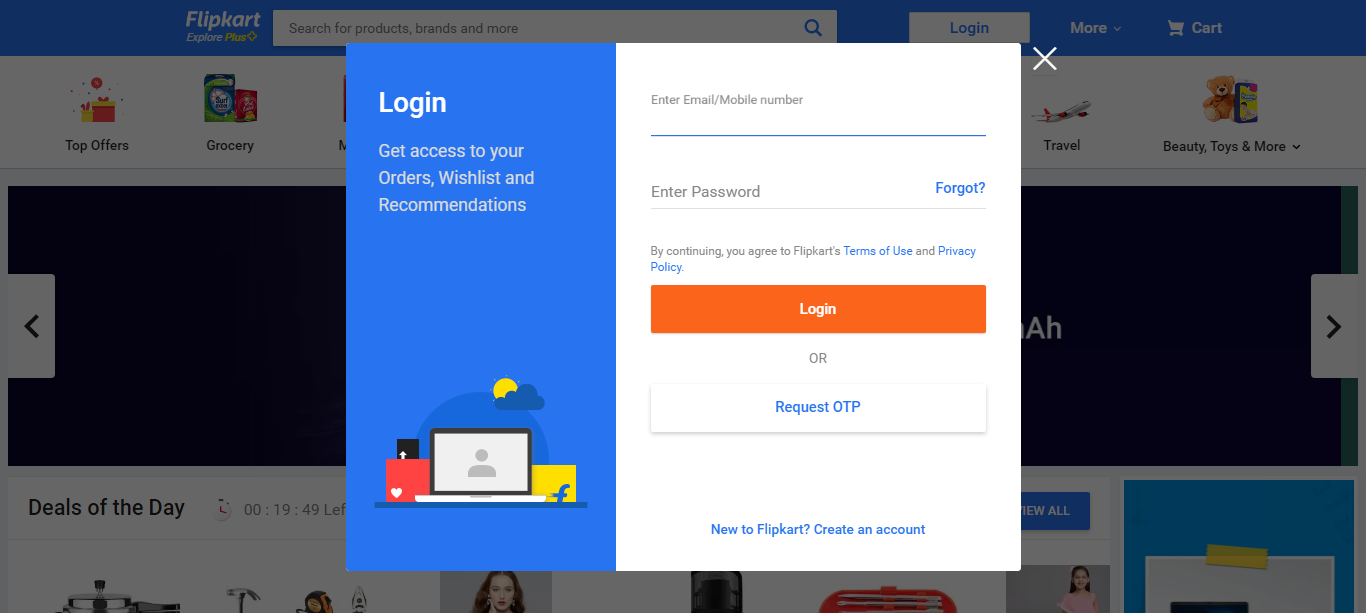 Flipkart
Explore Plus
Search for products, brands and more
Login
More
Cart
Top Offers
Grocery
M
Travel
Beauty, Toys & More
Login
Get access to your
Orders, Wishlist and
Recommendations
Enter Email/Mobile number
Enter Password
Forgot?
By continuing, you agree to Flipkart's Terms of Use and Privacy
Policy.
Login
OR
Request OTP
New to Flipkart? Create an account
Ah
Deals of the Day
00 : 19 : 49 Lef
VIEW ALL